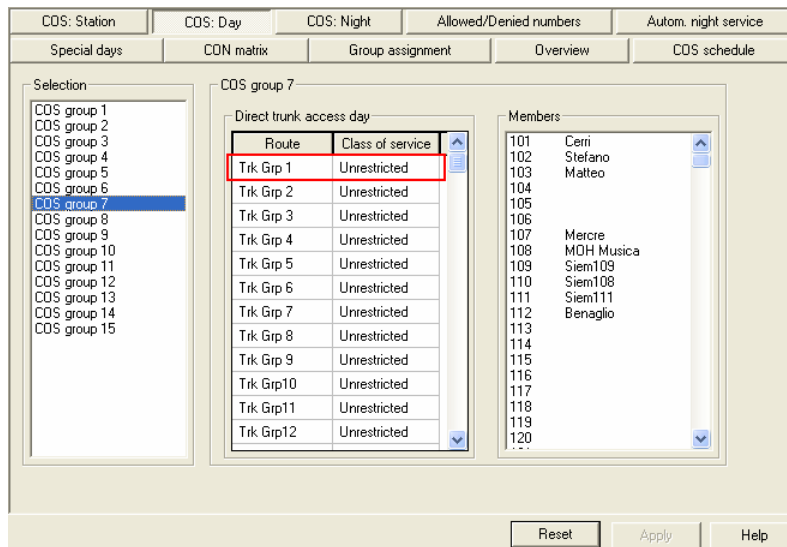 COS: Station COS: Day COS: Night Allowed/Denied numbers Autom. night service
Special days CON matrix Group assignment Overview COS schedule
Selection
COS group 1
COS group 2
COS group 3
COS group 4
COS group 5
COS group 6
COS group 7
COS group 8
COS group 9
COS group 10
COS group 11
COS group 12
COS group 13
COS group 14
COS group 15
COS group 7
Direct trunk access day
Route Class of service
Trk Grp 1 Unrestricted
Trk Grp 2 Unrestricted
Trk Grp 3 Unrestricted
Trk Grp 4 Unrestricted
Trk Grp 5 Unrestricted
Trk Grp 6 Unrestricted
Trk Grp 7 Unrestricted
Trk Grp 8 Unrestricted
Trk Grp 9 Unrestricted
Trk Grp10 Unrestricted
Trk Grp11 Unrestricted
Trk Grp12 Unrestricted
Members
101 Cerri
102 Stefano
103 Matteo
104
105
106
107 Mercre
108 MOH Musica
109 Siem109
110 Siem108
111 Siem111
112 Benaglio
113
114
115
116
117
118
119
120
Reset Apply Help